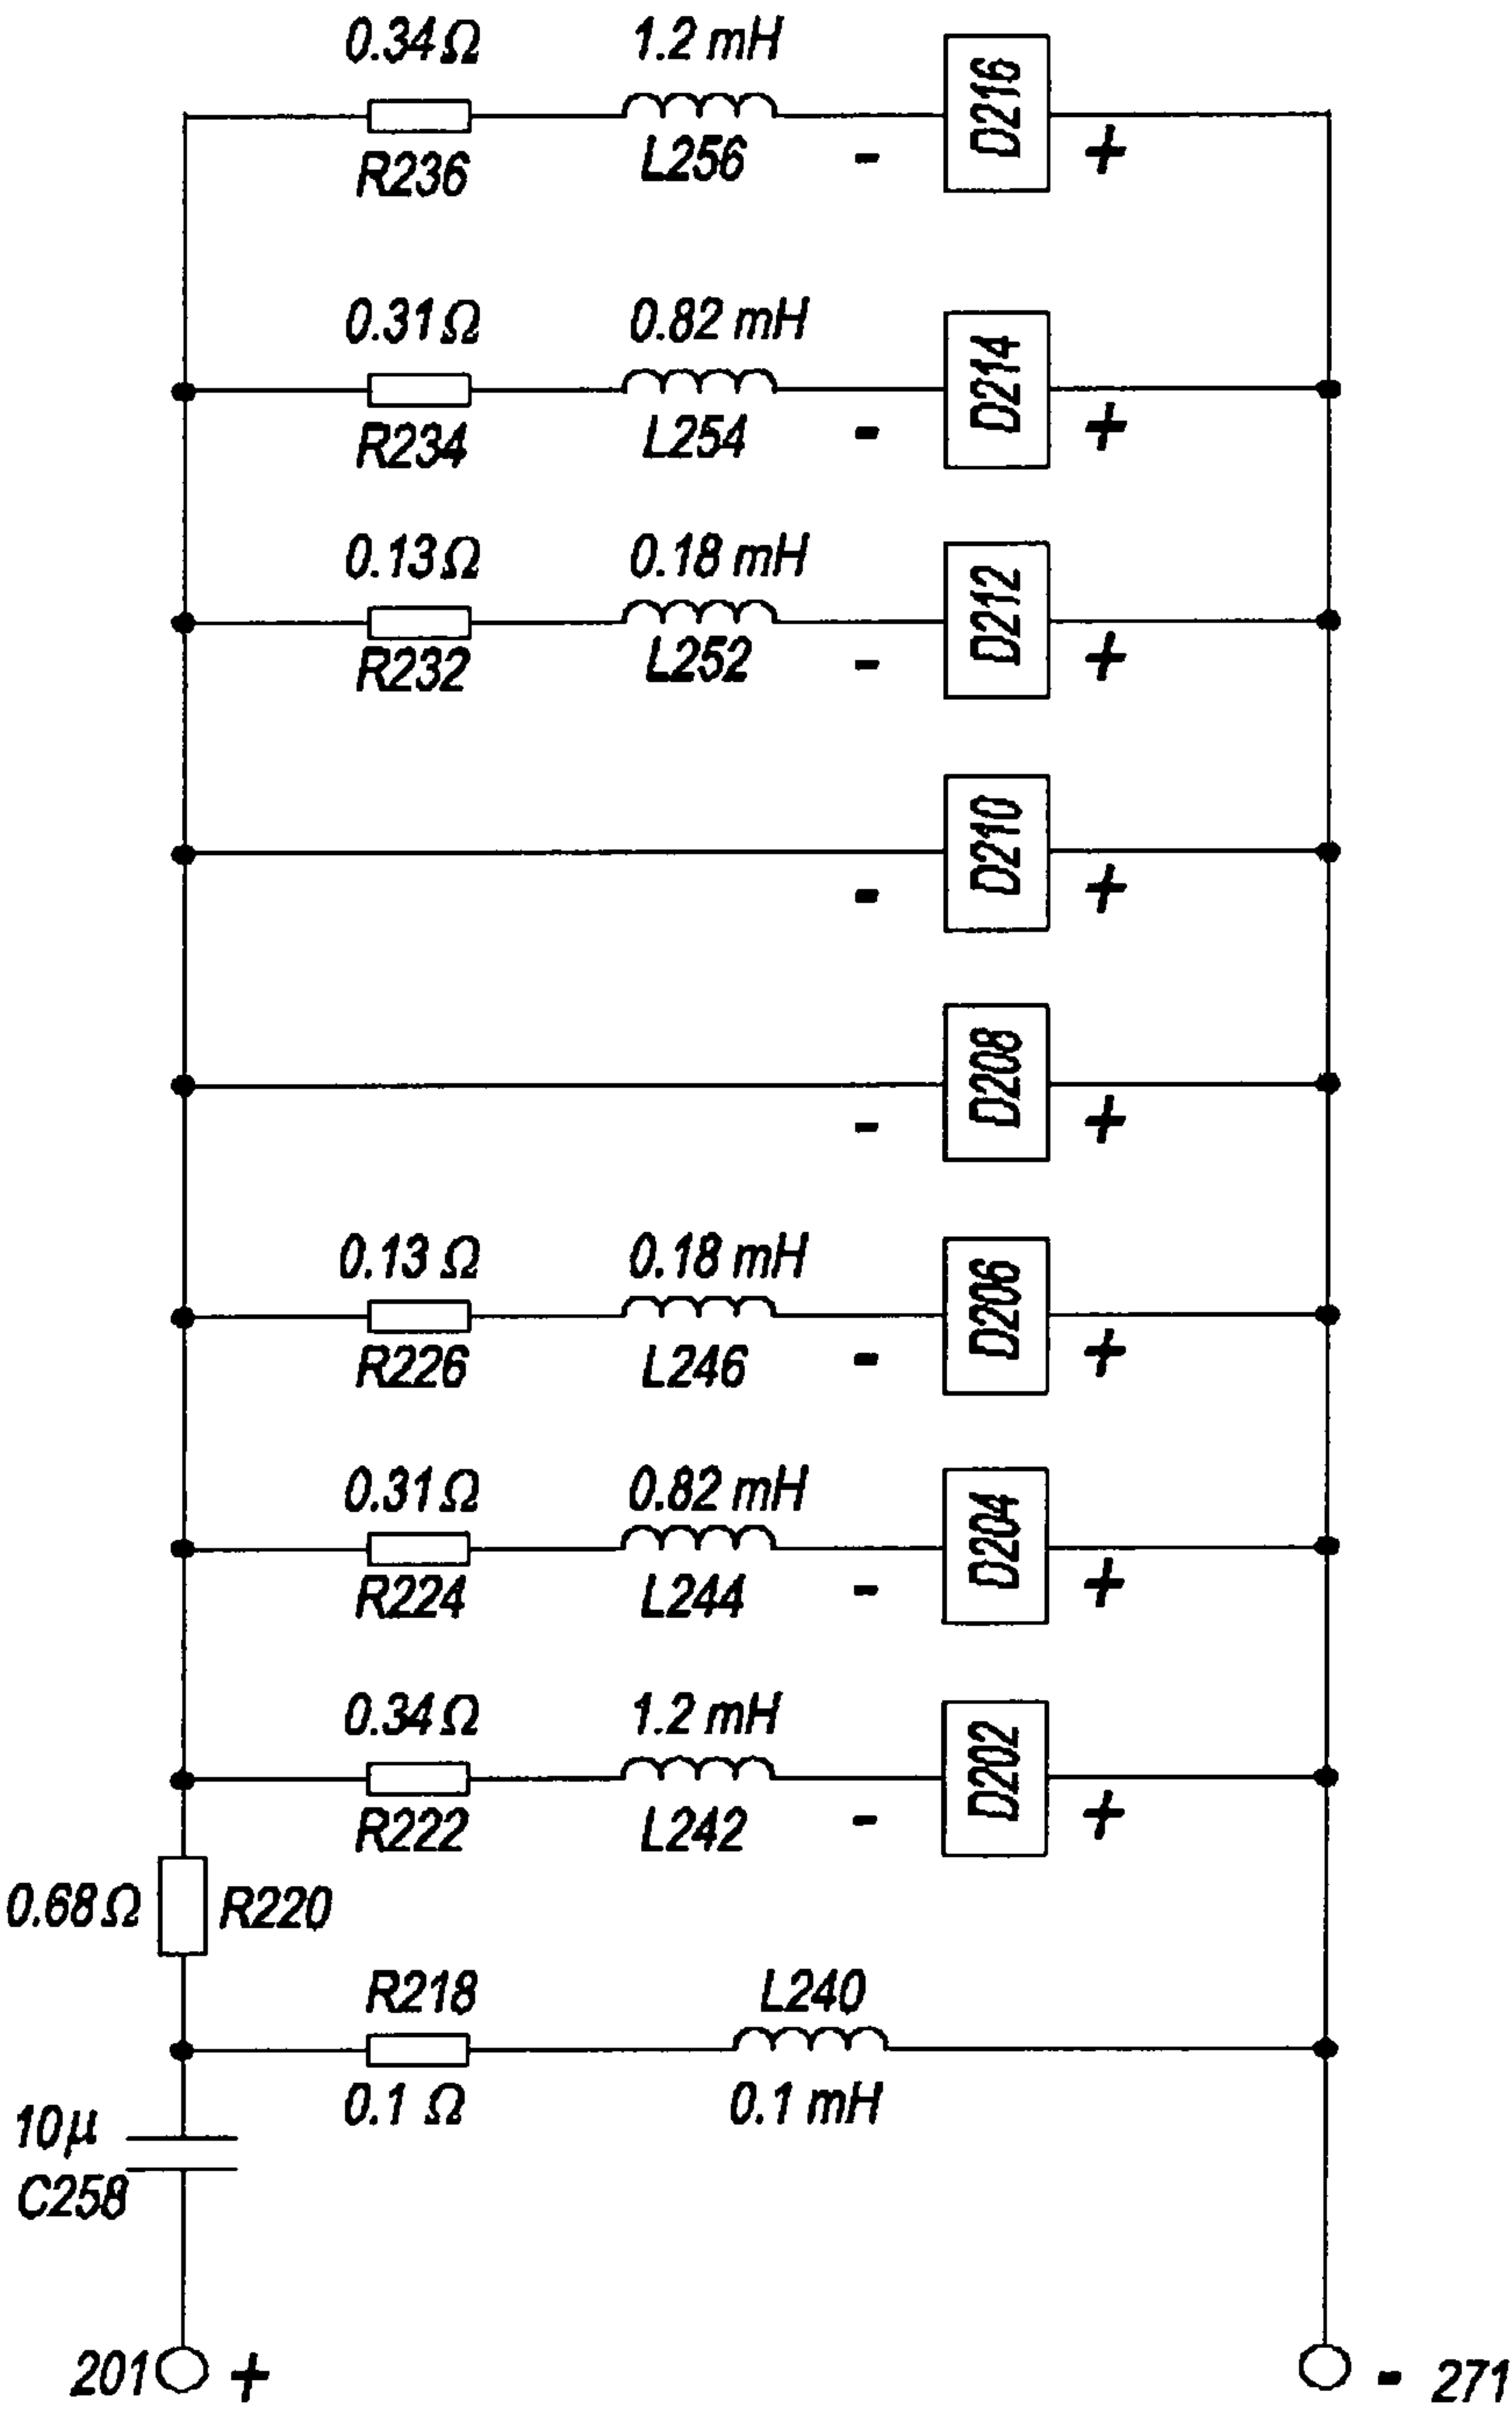 0.34Ω 1.2 mH
D216
R236 L256 - +
0.31Ω 0.82 mH
D214
R234 L254 - +
0.13Ω 0.18 mH
D212
R232 L252 - +
D210
- +
D208
- +
0.13 Ω 0.18 mH
D206
R226 L246 - +
0.31Ω 0.82 mH
D204
R224 L244 - +
0.34Ω 1.2 mH
D202
R222 L242 - +
0.68Ω R220
R218 L240
0.1 Ω 0.1 mH
10μ
C258
201 + - 271